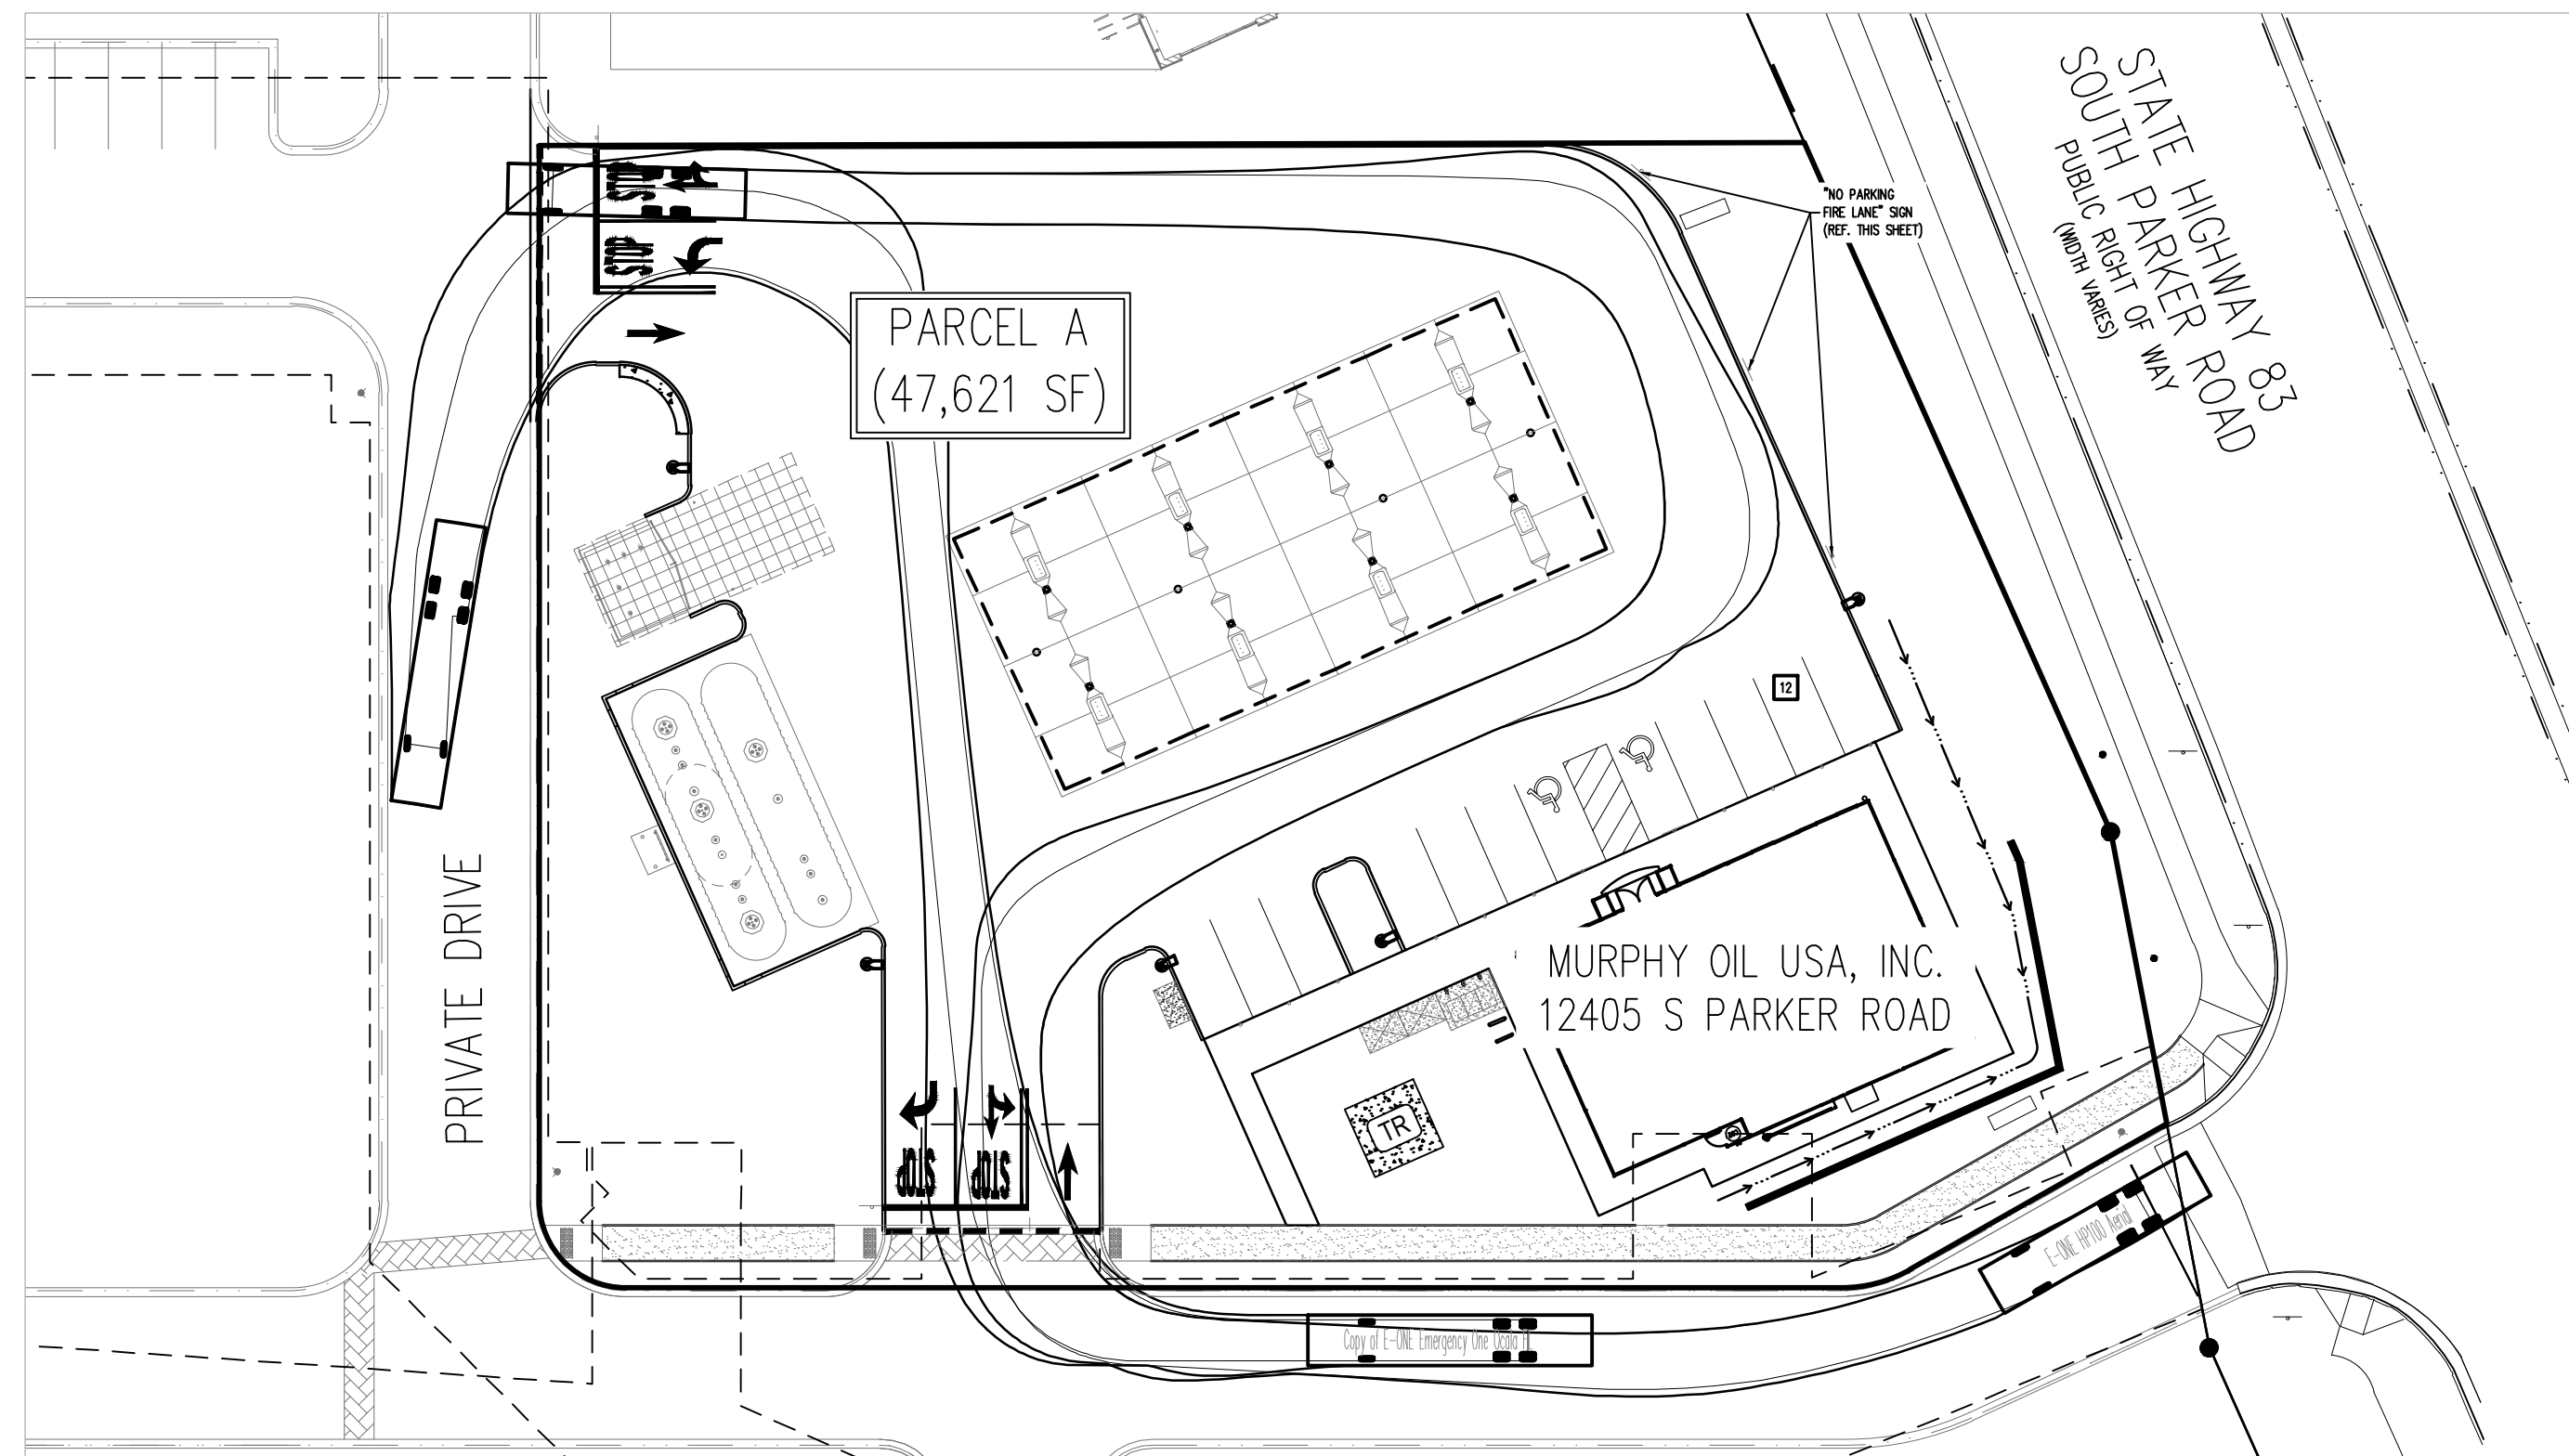 STATE HIGHWAY 83
SOUTH PARKER ROAD
PUBLIC RIGHT OF WAY
(WIDTH VARIES)
"NO PARKING
FIRE LANE" SIGN
(REF. THIS SHEET)
STOP
STOP
PARCEL A
(47,621 SF)
12
PRIVATE DRIVE
MURPHY OIL USA, INC.
12405 S PARKER ROAD
TR
STOP
STOP
E-ONE HP100 Aerial
Copy of E-ONE Emergency One Ocala FL